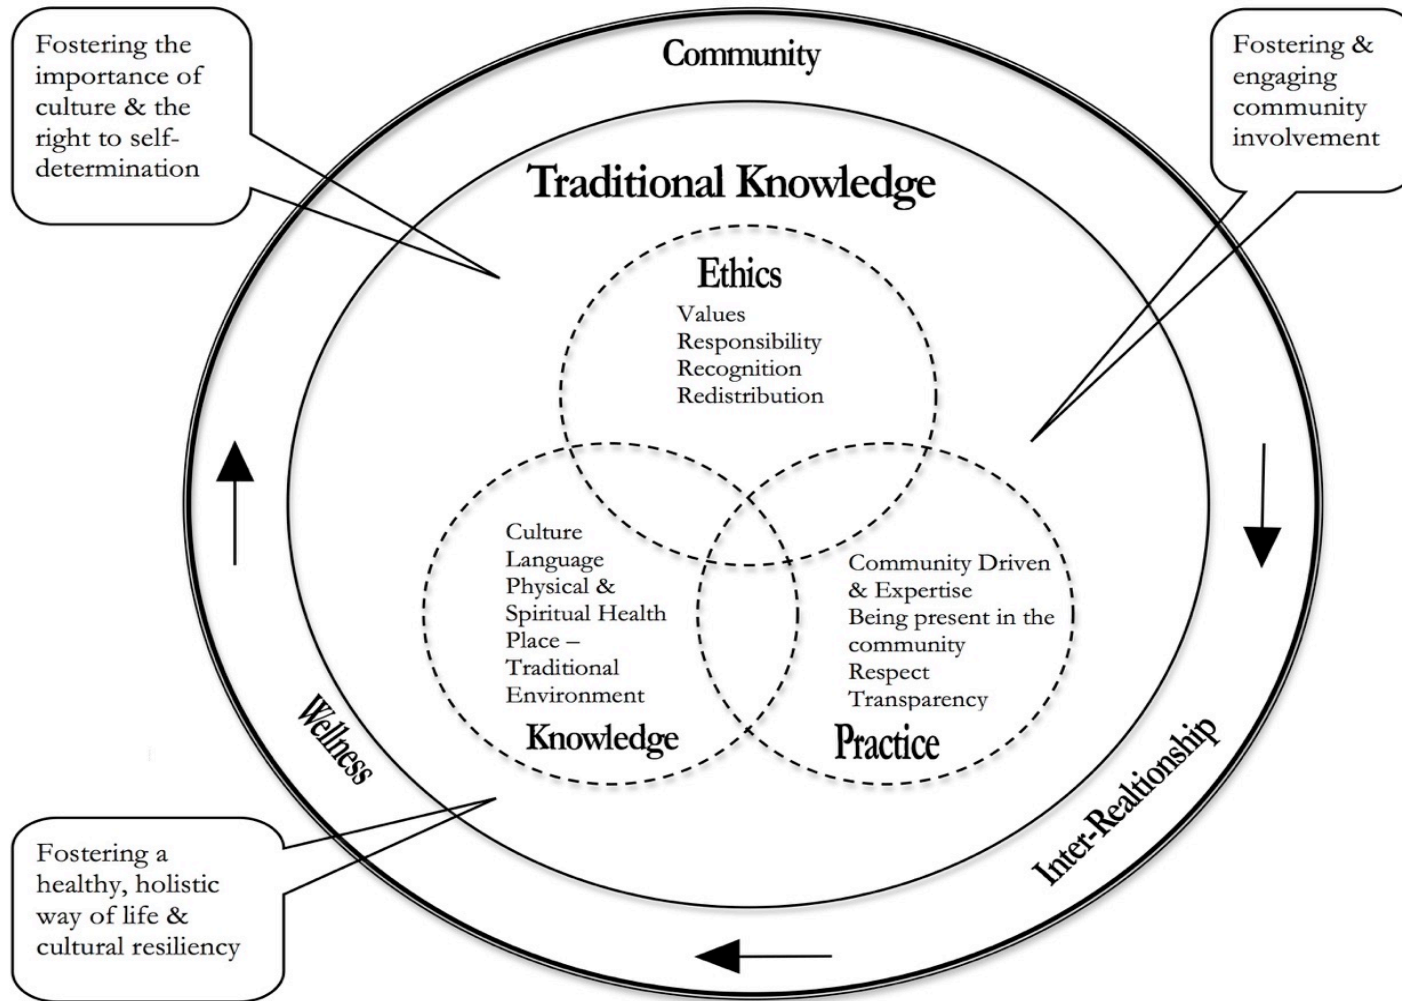 Fostering the
importance of
culture & the
right to self-
determination
Community
Fostering &
engaging
community
involvement
Traditional Knowledge
Ethics
Values
Responsibility
Recognition
Redistribution
Culture
Language
Physical &
Spiritual Health
Place –
Traditional
Environment
Knowledge
Community Driven
& Expertise
Being present in the
community
Respect
Transparency
Practice
Wellness
Inter-Realtionship
Fostering a
healthy, holistic
way of life &
cultural resiliency